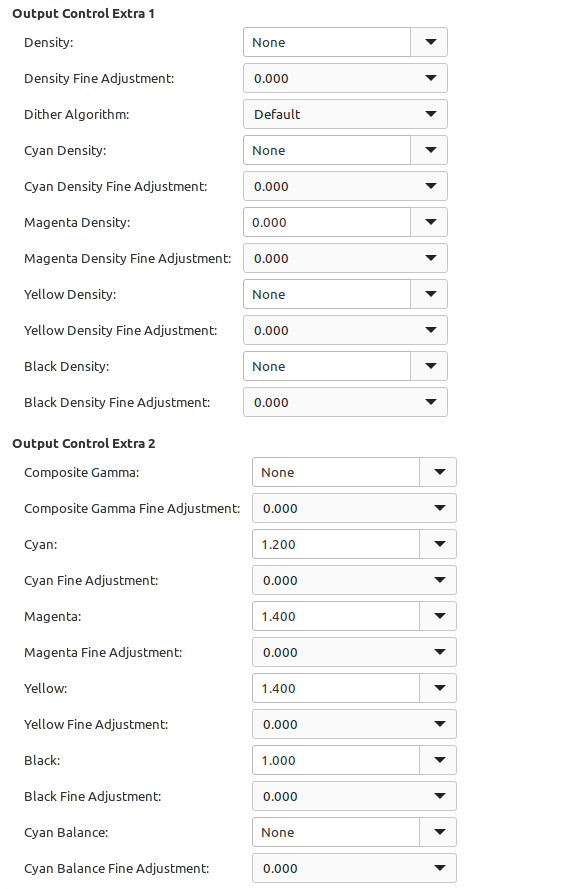 Output Control Extra 1
Density: None
Density Fine Adjustment: 0.000
Dither Algorithm: Default
Cyan Density: None
Cyan Density Fine Adjustment: 0.000
Magenta Density: 0.000
Magenta Density Fine Adjustment: 0.000
Yellow Density: None
Yellow Density Fine Adjustment: 0.000
Black Density: None
Black Density Fine Adjustment: 0.000
Output Control Extra 2
Composite Gamma: None
Composite Gamma Fine Adjustment: 0.000
Cyan: 1.200
Cyan Fine Adjustment: 0.000
Magenta: 1.400
Magenta Fine Adjustment: 0.000
Yellow: 1.400
Yellow Fine Adjustment: 0.000
Black: 1.000
Black Fine Adjustment: 0.000
Cyan Balance: None
Cyan Balance Fine Adjustment: 0.000